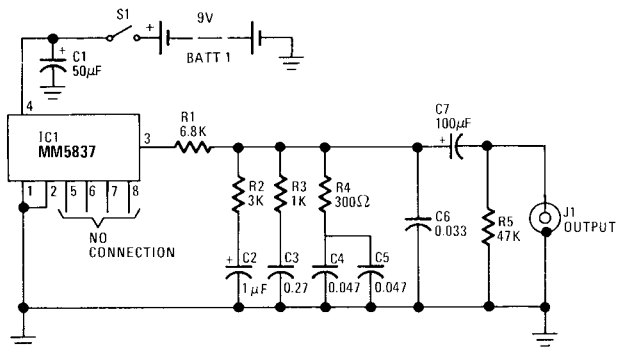 S1
9V
+
+
BATT 1
C1
50µF
4
IC1
MM5837
3
R1
6.8K
C7
100µF
+
1
2
5
6
7
8
NO
CONNECTION
R2
3K
R3
1K
R4
300Ω
C6
0.033
R5
47K
J1
OUTPUT
+
C2
1µF
C3
0.27
C4
0.047
C5
0.047